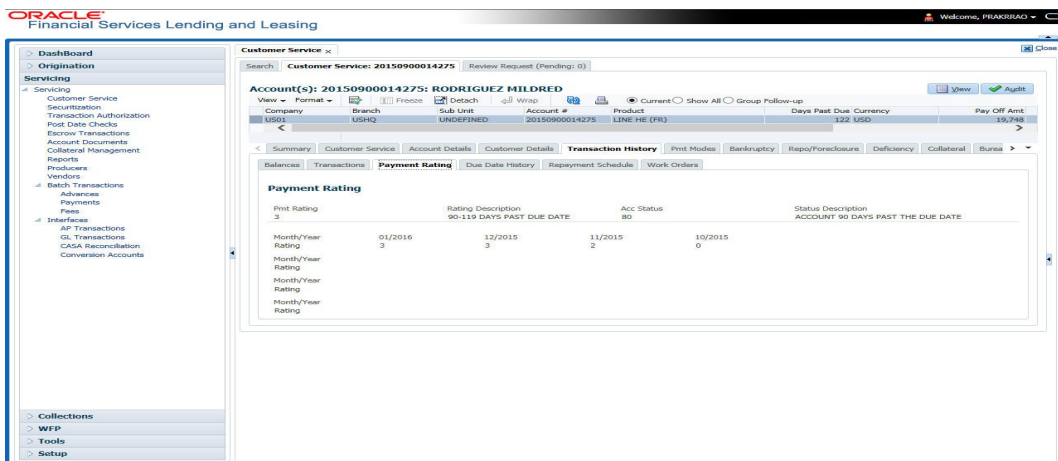 ORACLE
Financial Services Lending and Leasing
Welcome, PRAKRRAO
DashBoard
Origination
Servicing
Servicing
Customer Service
Securitization
Transaction Authorization
Post Date Checks
Escrow Transactions
Account Documents
Collateral Management
Reports
Producers
Vendors
Batch Transactions
Advances
Payments
Fees
Interfaces
AP Transactions
GL Transactions
CASA Reconciliation
Conversion Accounts
Collections
WFP
Tools
Setup
Customer Service x
Close
Search Customer Service: 20150900014275 Review Request (Pending: 0)
Account(s): 20150900014275: RODRIGUEZ MILDRED
View Audit
View Format Freeze Detach Wrap Current Show All Group Follow-up
Company Branch Sub Unit Account # Product Days Past Due Currency Pay Off Amt
US01 USHQ UNDEFINED 20150900014275 LINE HE (FR) 122 USD 19,748
Summary Customer Service Account Details Customer Details Transaction History Pmt Modes Bankruptcy Repo/Foreclosure Deficiency Collateral Burea
Balances Transactions Payment Rating Due Date History Repayment Schedule Work Orders
Payment Rating
Pmt Rating Rating Description Acc Status Status Description
3 90-119 DAYS PAST DUE DATE 80 ACCOUNT 90 DAYS PAST THE DUE DATE
Month/Year 01/2016 12/2015 11/2015 10/2015
Rating 3 3 2 0
Month/Year
Rating
Month/Year
Rating
Month/Year
Rating